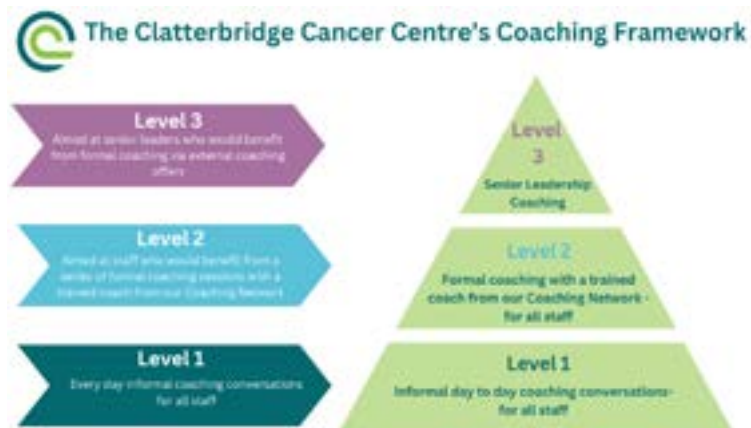 The Clatterbridge Cancer Centre's Coaching Framework
Level 3
Aimed at senior leaders who would benefit
from formal coaching via external coaching
offers
Level 2
Aimed at staff who would benefit from a
series of formal coaching sessions with a
trained coach from our Coaching Network
Level 1
Every day informal coaching conversations
for all staff
Level
3
Senior Leadership
Coaching
Level 2
Formal coaching with a trained
coach from our Coaching Network -
for all staff
Level 1
Informal day to day coaching conversations-
for all staff